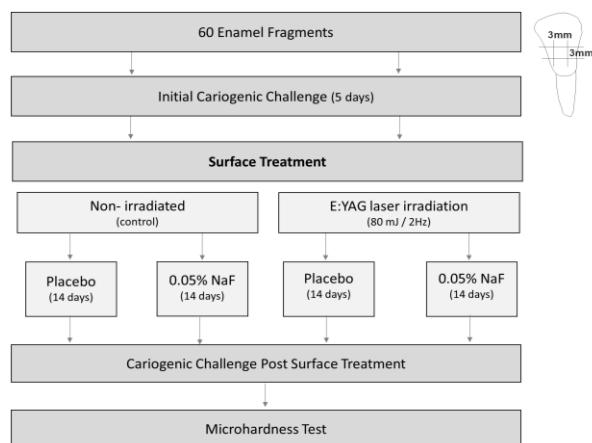 60 Enamel Fragments
3mm
3mm
Initial Cariogenic Challenge (5 days)
Surface Treatment
Non- irradiated
(control)
E:YAG laser irradiation
(80 mJ / 2Hz)
Placebo
(14 days)
0.05% NaF
(14 days)
Placebo
(14 days)
0.05% NaF
(14 days)
Cariogenic Challenge Post Surface Treatment
Microhardness Test